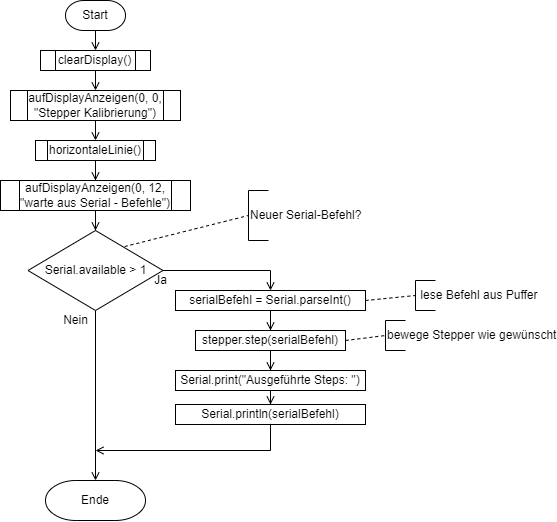 Start
clearDisplay()
aufDisplayAnzeigen(0, 0,
"Stepper Kalibrierung")
horizontaleLinie()
aufDisplayAnzeigen(0, 12,
"warte aus Serial - Befehle")
Neuer Serial-Befehl?
Serial.available > 1
Ja
Nein
serialBefehl = Serial.parseInt()
lese Befehl aus Puffer
stepper.step(serialBefehl)
bewege Stepper wie gewünscht
Serial.print("Ausgeführte Steps: ")
Serial.println(serialBefehl)
Ende